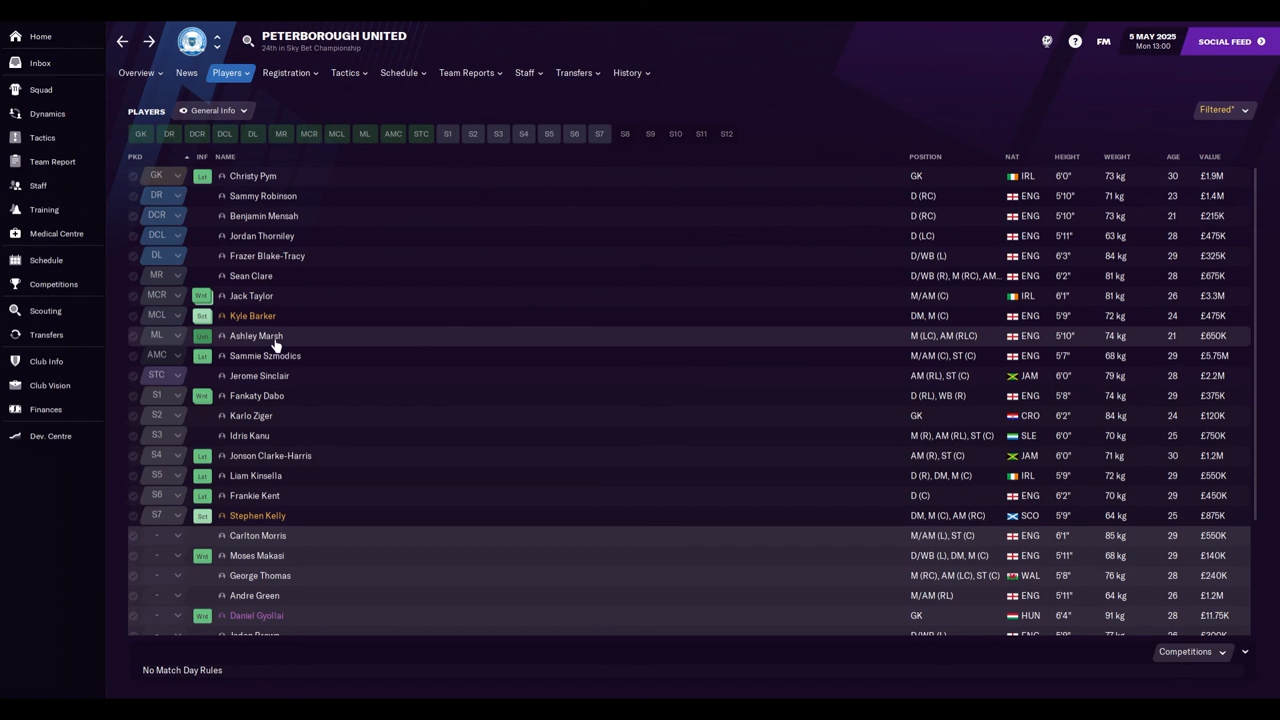 Home
PETERBOROUGH UNITED
24th in Sky Bet Championship
5 MAY 2025
Mon 13:00
? FM SOCIAL FEED
Inbox
Overview News Players Registration Tactics Schedule Team Reports Staff Transfers History
Squad
Dynamics
Tactics
Team Report
Staff
Training
Medical Centre
Schedule
Competitions
Scouting
Transfers
Club Info
Club Vision
Finances
Dev. Centre
PLAYERS General Info Filtered*
GK DR DCR DCL DL MR MCR MCL ML AMC STC S1 S2 S3 S4 S5 S6 S7 S8 S9 S10 S11 S12
PKD INF NAME POSITION NAT HEIGHT WEIGHT AGE VALUE
GK Lst Christy Pym GK IRL 6'0" 73 kg 30 £1.9M
DR Sammy Robinson D (RC) ENG 5'10" 71 kg 23 £1.4M
DCR Benjamin Mensah D (RC) ENG 5'10" 73 kg 21 £215K
DCL Jordan Thorniley D (LC) ENG 5'11" 63 kg 28 £475K
DL Frazer Blake-Tracy D/WB (L) ENG 6'3" 84 kg 29 £325K
MR Sean Clare D/WB (R), M (RC), AM... ENG 6'2" 81 kg 28 £675K
MCR Wnt Jack Taylor M/AM (C) IRL 6'1" 81 kg 26 £3.3M
MCL Sct Kyle Barker DM, M (C) ENG 5'9" 72 kg 24 £475K
ML Unh Ashley Marsh M (LC), AM (RLC) ENG 5'10" 74 kg 21 £650K
AMC Lst Sammie Szmodics M/AM (C), ST (C) ENG 5'7" 68 kg 29 £5.75M
STC Jerome Sinclair AM (RL), ST (C) JAM 6'0" 79 kg 28 £2.2M
S1 Wnt Fankaty Dabo D (RL), WB (R) ENG 5'8" 74 kg 29 £375K
S2 Karlo Ziger GK CRO 6'2" 84 kg 24 £120K
S3 Idris Kanu M (R), AM (RL), ST (C) SLE 6'0" 70 kg 25 £750K
S4 Lst Jonson Clarke-Harris AM (R), ST (C) JAM 6'0" 71 kg 30 £1.2M
S5 Lst Liam Kinsella D (R), DM, M (C) IRL 5'9" 72 kg 29 £550K
S6 Lst Frankie Kent D (C) ENG 6'2" 70 kg 29 £450K
S7 Sct Stephen Kelly DM, M (C), AM (RC) SCO 5'9" 64 kg 25 £875K
- Carlton Morris M/AM (L), ST (C) ENG 6'1" 85 kg 29 £550K
- Wnt Moses Makasi D/WB (L), DM, M (C) ENG 5'11" 68 kg 29 £140K
- George Thomas M (RC), AM (LC), ST (C) WAL 5'8" 76 kg 28 £240K
- Andre Green M/AM (RL) ENG 5'11" 64 kg 26 £1.2M
- Wnt Daniel Gyollai GK HUN 6'4" 91 kg 28 £11.75K
Competitions
No Match Day Rules